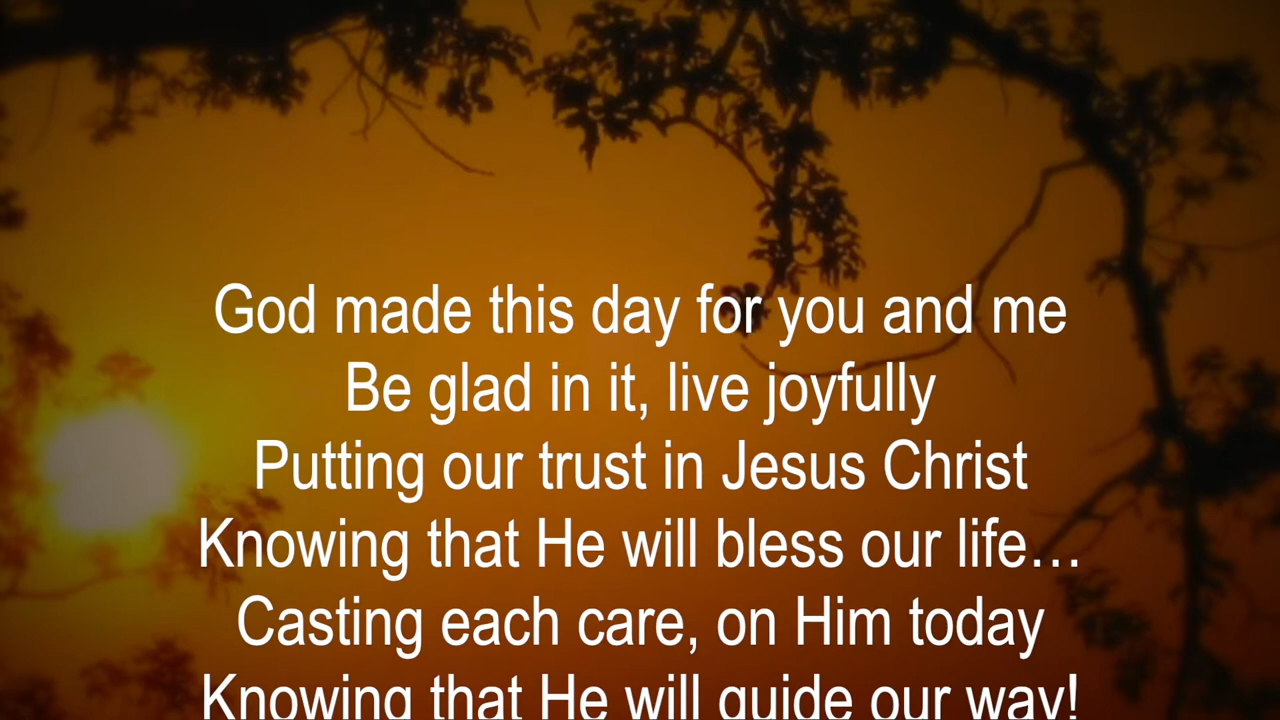 God made this day for you and me
Be glad in it, live joyfully
Putting our trust in Jesus Christ
Knowing that He will bless our life…
Casting each care, on Him today
Knowing that He will guide our way!